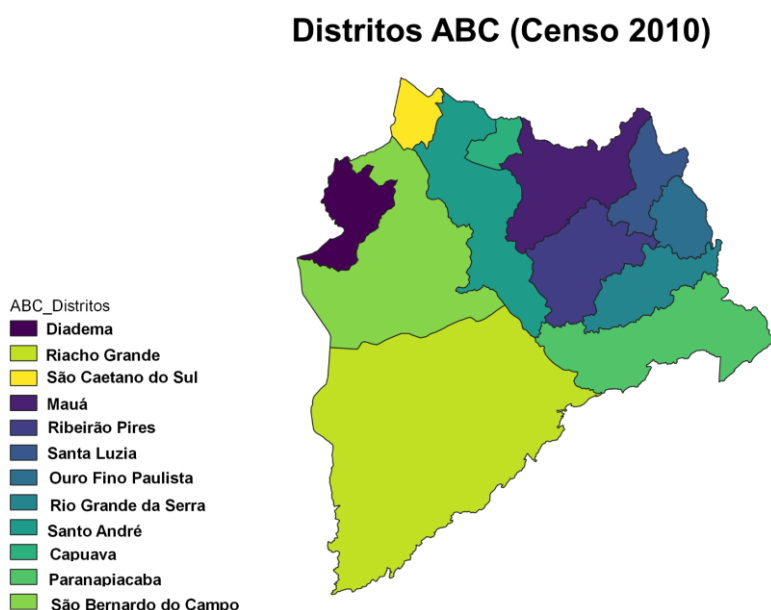 Distritos ABC (Censo 2010)
ABC_Distritos
Diadema
Riacho Grande
São Caetano do Sul
Mauá
Ribeirão Pires
Santa Luzia
Ouro Fino Paulista
Rio Grande da Serra
Santo André
Capuava
Paranapiacaba
São Bernardo do Campo